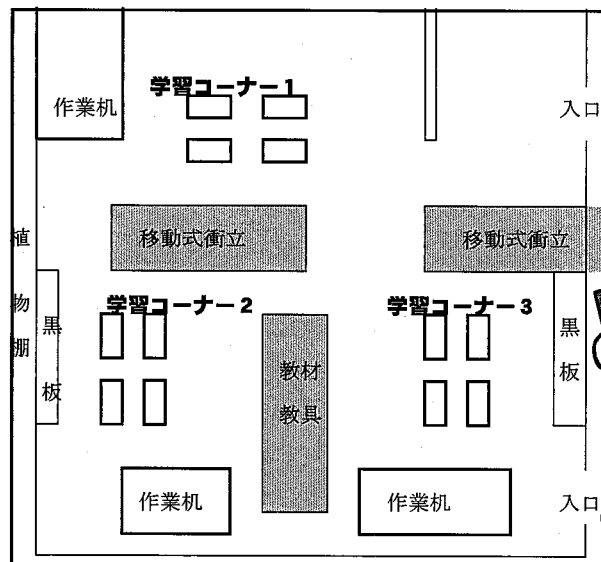 学習コーナー1
作業机
入口
移動式衝立
移動式衝立
植物棚
学習コーナー2
学習コーナー3
黒板
教材
教具
黒板
作業机
作業机
入口